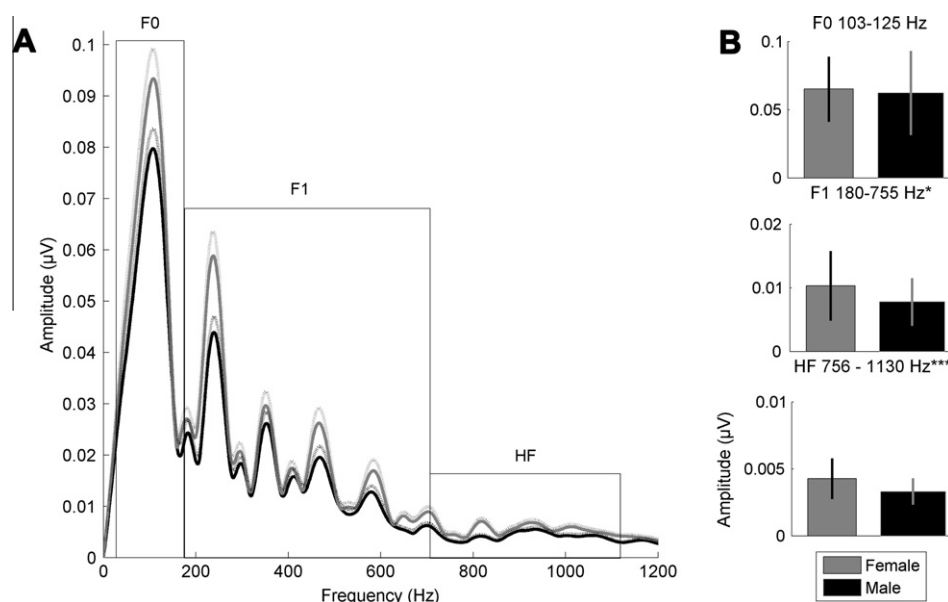 A
F0
F1
HF
Amplitude (µV)
0.1
0.09
0.08
0.07
0.06
0.05
0.04
0.03
0.02
0.01
0
0
200
400
600
800
1000
1200
Frequency (Hz)
B
F0 103-125 Hz
0.1
0.05
0
F1 180-755 Hz*
0.02
0.01
0
HF 756 - 1130 Hz***
Amplitude (µV)
0.01
0.005
0
Female
Male